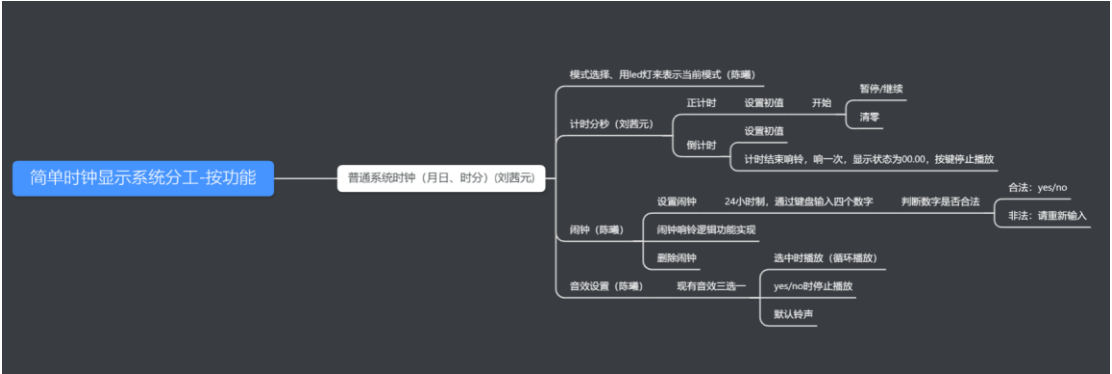 简单时钟显示系统分工-按功能
普通系统时钟（月日、时分）(刘茜元)
模式选择、用led灯来表示当前模式（陈曦）
计时分秒（刘茜元）
正计时
设置初值
开始
暂停/继续
清零
倒计时
设置初值
计时结束响铃，响一次，显示状态为00.00，按键停止播放
闹钟（陈曦）
设置闹钟
24小时制，通过键盘输入四个数字
判断数字是否合法
合法：yes/no
非法：请重新输入
闹钟响铃逻辑功能实现
删除闹钟
音效设置（陈曦）
现有音效三选一
选中时播放（循环播放）
yes/no时停止播放
默认铃声